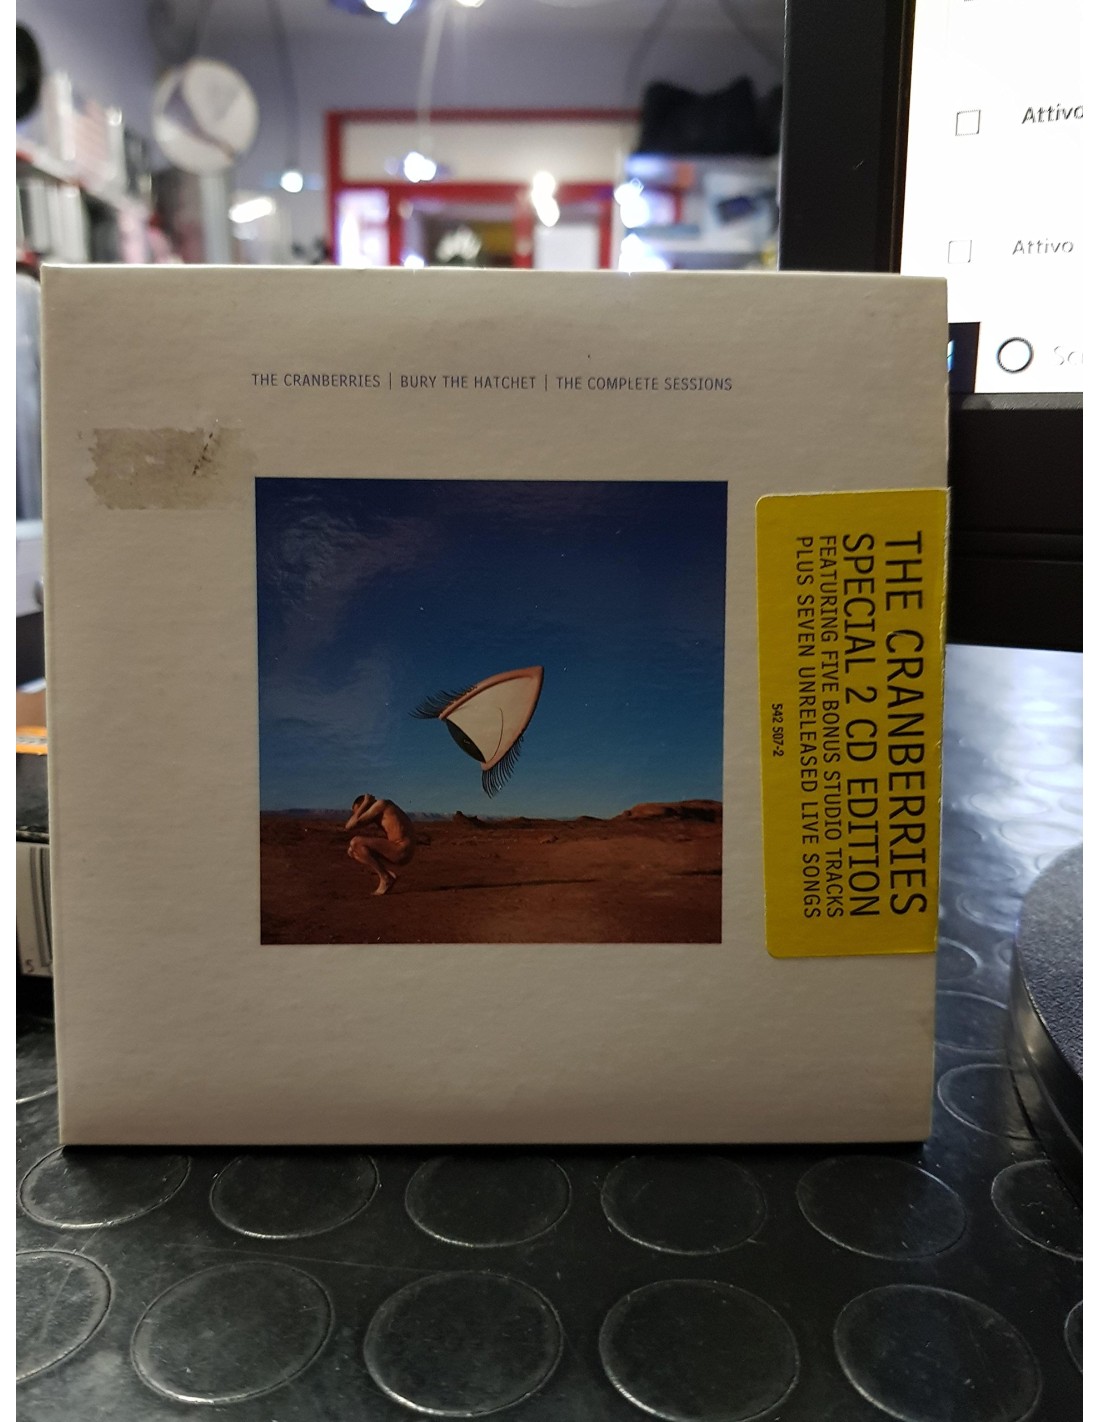 Attivo
Attivo
THE CRANBERRIES | BURY THE HATCHET | THE COMPLETE SESSIONS
THE CRANBERRIES
SPECIAL 2 CD EDITION
FEATURING FIVE BONUS STUDIO TRACKS
PLUS SEVEN UNRELEASED LIVE SONGS
542 507-2
5